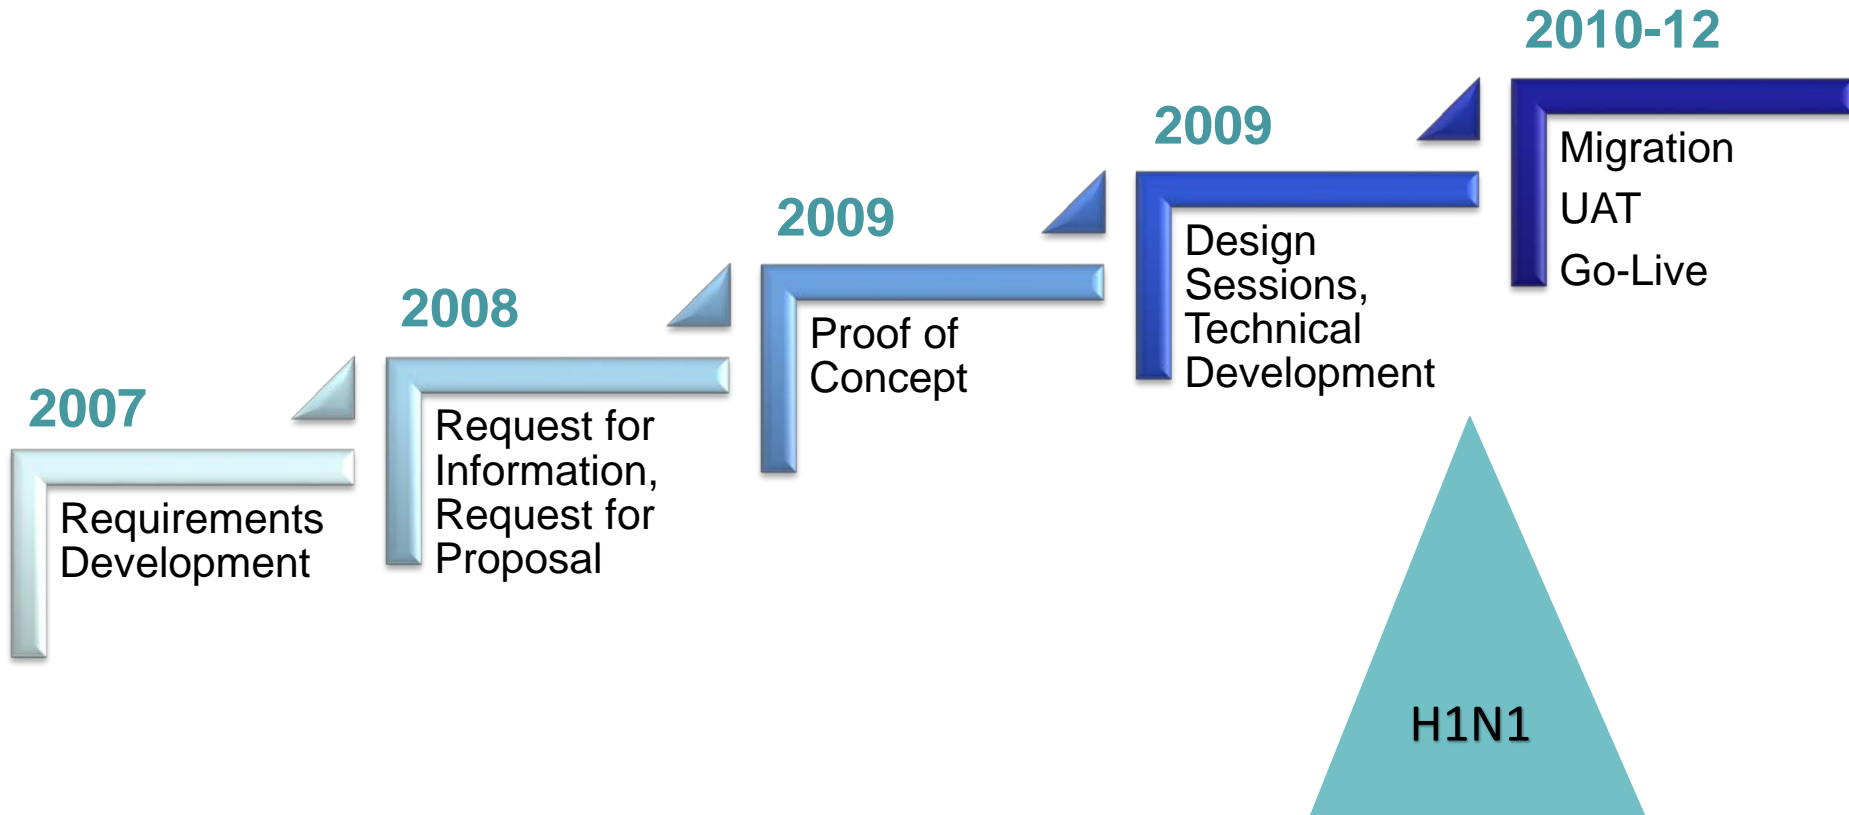 2007
Requirements
Development
2008
Request for
Information,
Request for
Proposal
2009
Proof of
Concept
2009
Design
Sessions,
Technical
Development
2010-12
Migration
UAT
Go-Live
H1N1